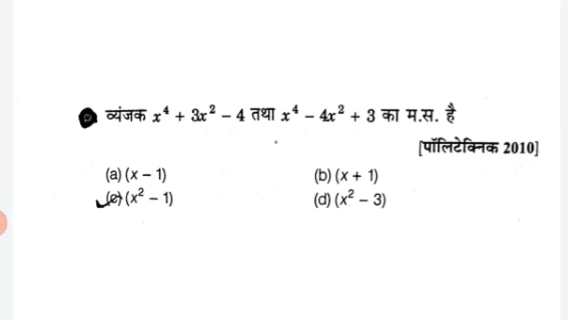 व्यंजक x⁴ + 3x² – 4 तथा x⁴ – 4x² + 3 का म.स. है
[पॉलिटेक्निक 2010]
(a) (x – 1) (b) (x + 1)
(c) (x² – 1) (d) (x² – 3)